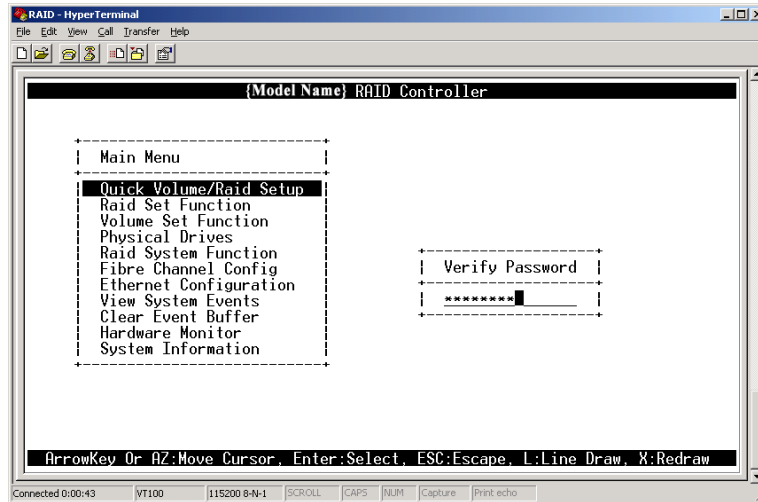 RAID - HyperTerminal
File Edit View Call Transfer Help
{Model Name} RAID Controller
Main Menu
Quick Volume/Raid Setup
Raid Set Function
Volume Set Function
Physical Drives
Raid System Function
Fibre Channel Config
Ethernet Configuration
View System Events
Clear Event Buffer
Hardware Monitor
System Information
Verify Password
********
ArrowKey Or AZ:Move Cursor, Enter:Select, ESC:Escape, L:Line Draw, X:Redraw
Connected 0:00:43 VT100 115200 8-N-1 SCROLL CAPS NUM Capture Print echo